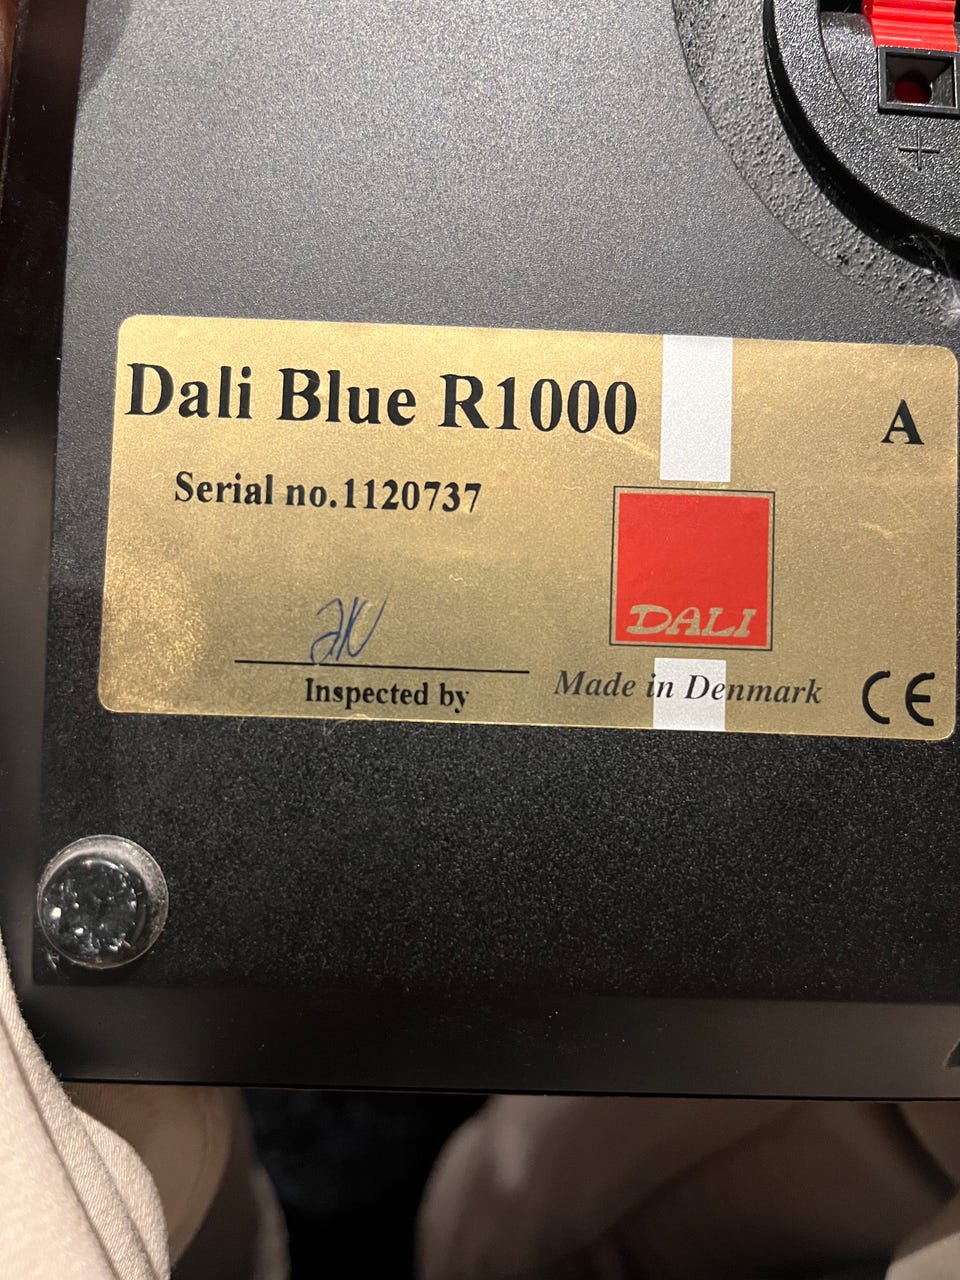 +
Dali Blue R1000
A
Serial no.1120737
DALI
Inspected by
Made in Denmark
CE